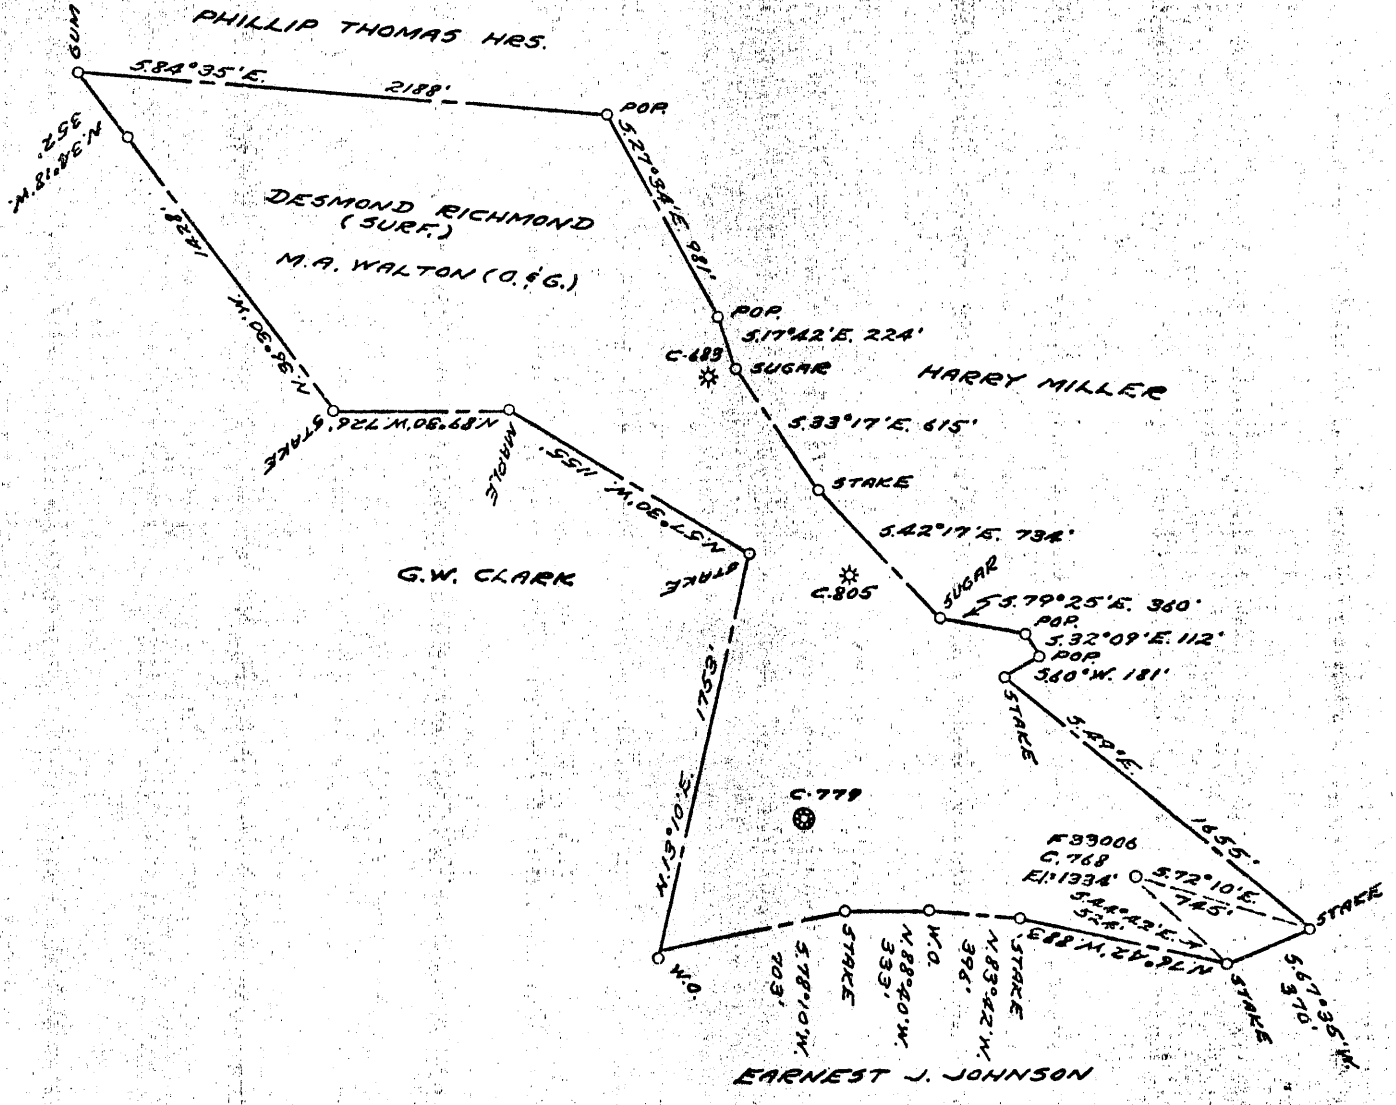 PHILLIP THOMAS HRS.
GUM
S.84°35'E. 2188'
POP.
N.38°18'W.
352'
S.27°34'E. 981'
DESMOND RICHMOND
(SURF.)
M.A. WALTON (O. & G.)
1428'
N.36°30'W.
POP.
S.17°42'E. 224'
C-683
SUGAR
HARRY MILLER
STAKE
N.89°30'W. 726'
MAPLE
S.33°17'E. 615'
1155'
N.57°30'W.
STAKE
STAKE
S.42°17'E. 734'
G.W. CLARK
C-805
SUGAR
S.79°25'E. 360'
POP.
S.32°09'E. 112'
POP.
S.60°W. 181'
STAKE
1753'
N.13°01'E.
S.49°E.
1655'
C-779
F33006
C.768
El.1334'
S.72°10'E.
745'
S.44°42'E.
524'
STAKE
W.O.
S.78°10'W.
703'
STAKE
N.88°40'W.
333'
W.O.
N.83°42'W.
396'
STAKE
N.76°42'W. 883'
STAKE
S.67°35'W.
370'
EARNEST J. JOHNSON